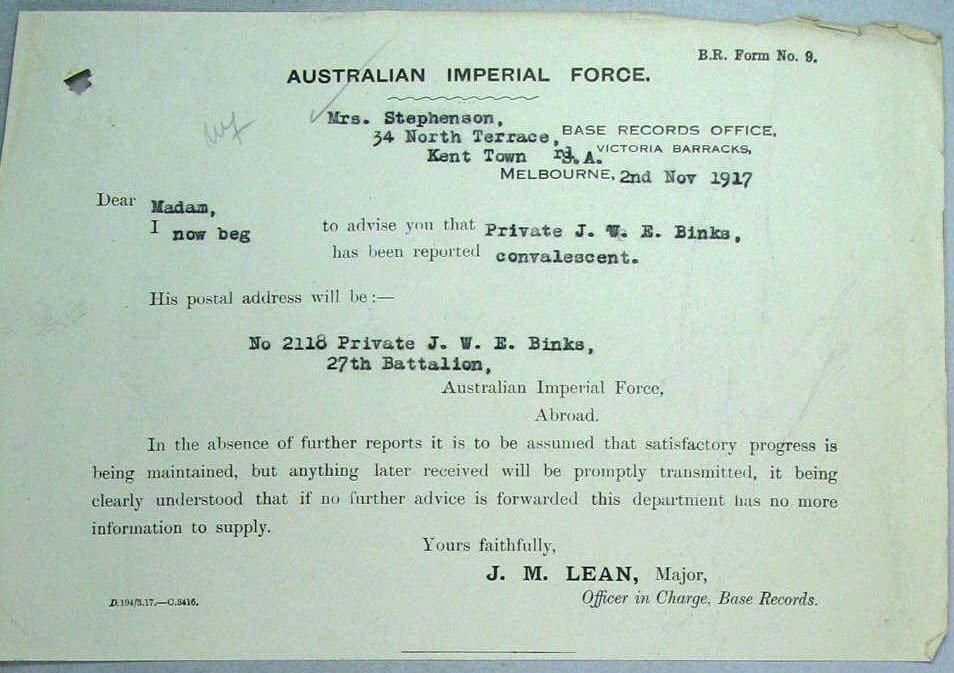 B.R. Form No. 9.
AUSTRALIAN IMPERIAL FORCE.
Mrs. Stephenson,
34 North Terrace,
Kent Town S.A.
BASE RECORDS OFFICE,
VICTORIA BARRACKS,
MELBOURNE, 2nd Nov 1917
Dear Madam,
I now beg to advise you that Private J. W. E. Binks,
has been reported convalescent.
His postal address will be:—
No 2118 Private J. W. E. Binks,
27th Battalion,
Australian Imperial Force,
Abroad.
In the absence of further reports it is to be assumed that satisfactory progress is
being maintained, but anything later received will be promptly transmitted, it being
clearly understood that if no further advice is forwarded this department has no more
information to supply.
Yours faithfully,
J. M. LEAN, Major,
Officer in Charge, Base Records.
D.194/3.17.—C.3416.